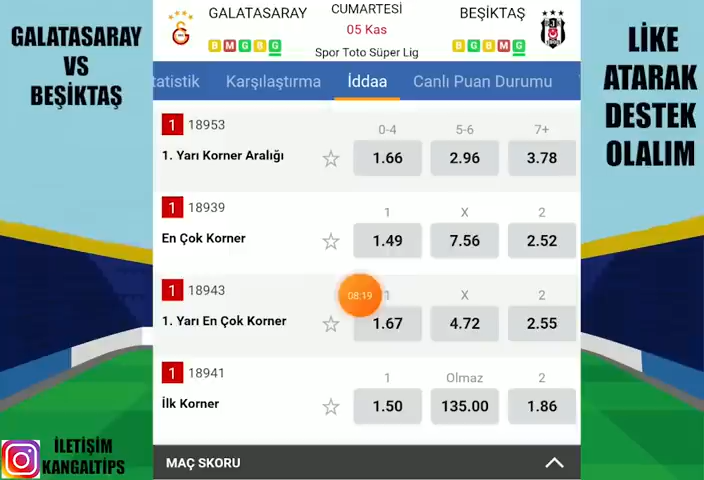 GALATASARAY
VS
BEŞİKTAŞ
GALATASARAY
B M G B G
CUMARTESİ
05 Kas
Spor Toto Süper Lig
BEŞİKTAŞ
B G B M G
LİKE
ATARAK
DESTEK
OLALIM
tatistik Karşılaştırma İddaa Canlı Puan Durumu
1 18953
0-4 5-6 7+
1. Yarı Korner Aralığı 1.66 2.96 3.78
1 18939
1 X 2
En Çok Korner 1.49 7.56 2.52
1 18943
08:19
1 X 2
1. Yarı En Çok Korner 1.67 4.72 2.55
1 18941
1 Olmaz 2
İlk Korner 1.50 135.00 1.86
MAÇ SKORU
İLETİŞİM
KANGALTİPS